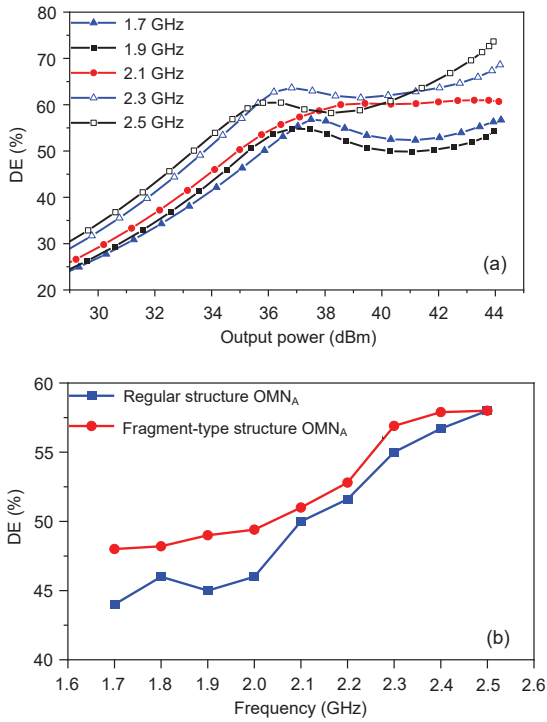 80
70
60
50
40
30
20
DE (%)
1.7 GHz
1.9 GHz
2.1 GHz
2.3 GHz
2.5 GHz
(a)
30 32 34 36 38 40 42 44
Output power (dBm)
60
55
50
45
40
DE (%)
Regular structure OMN_A
Fragment-type structure OMN_A
(b)
1.6 1.7 1.8 1.9 2.0 2.1 2.2 2.3 2.4 2.5 2.6
Frequency (GHz)